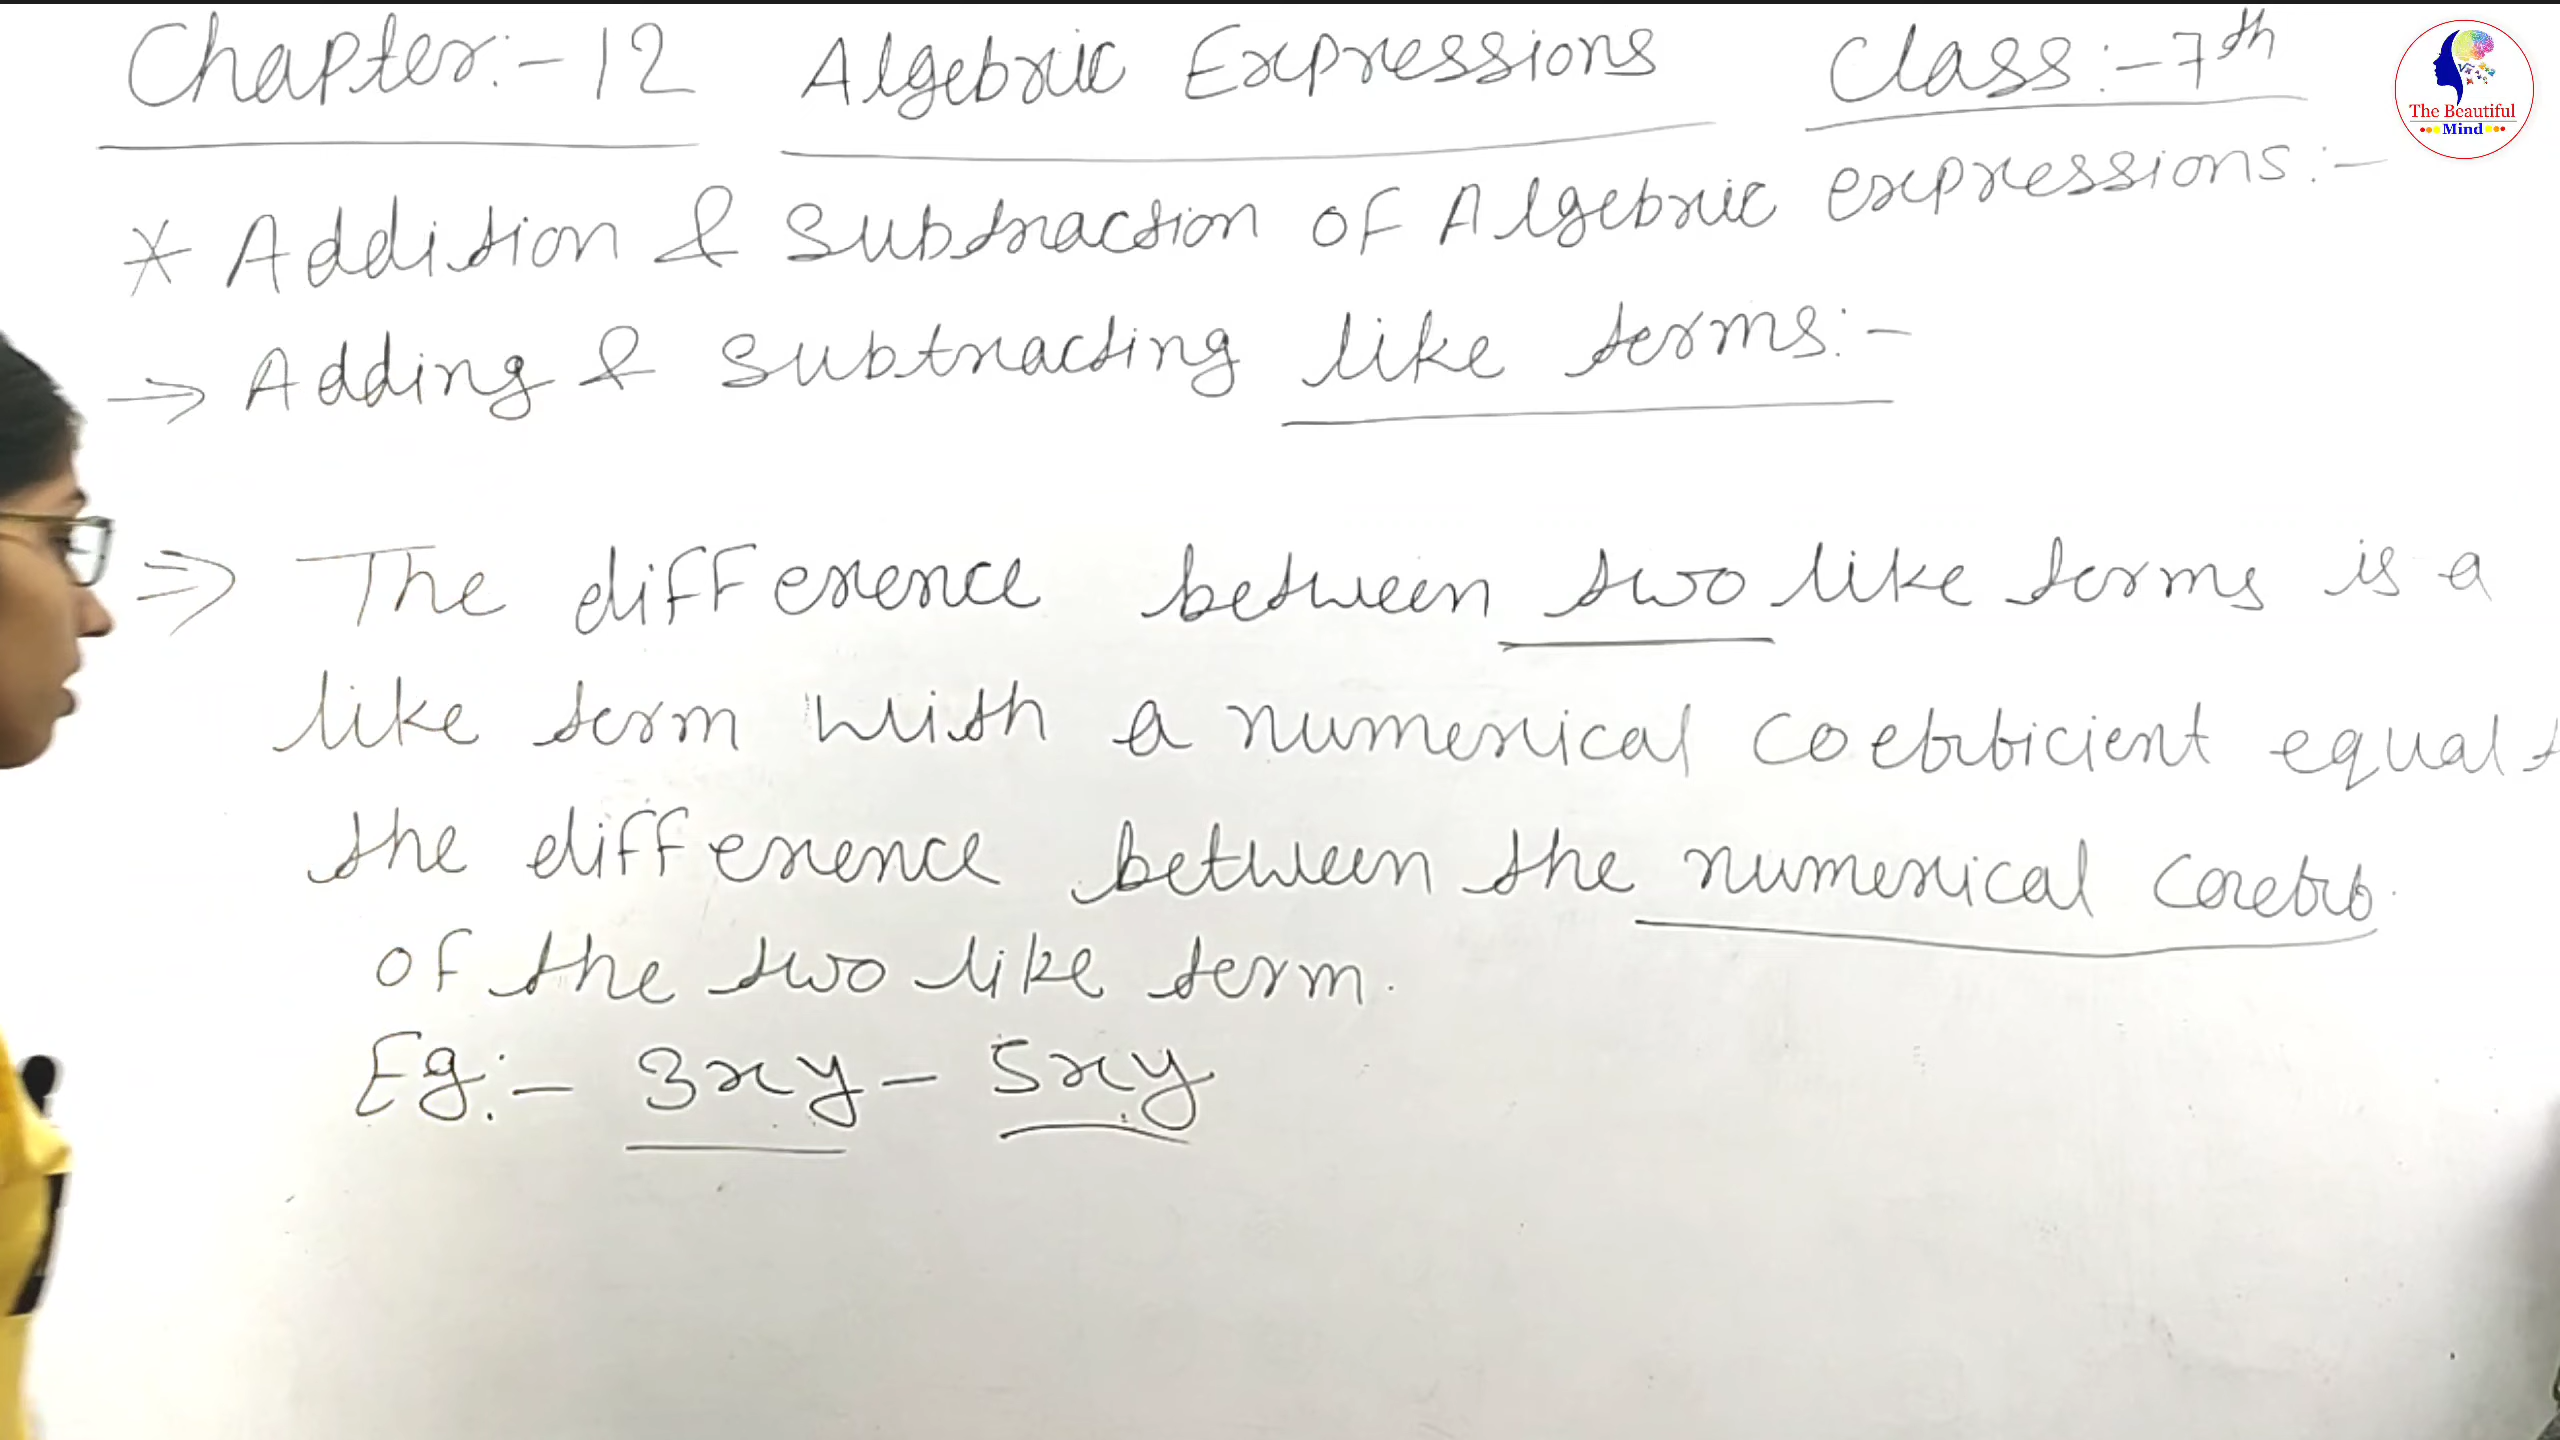 Chapter:- 12 Algebric Expressions Class:- 7th
The Beautiful
Mind
* Addition & Subtraction of Algebric expressions:-
→ Adding & Subtracting like terms:-
⇒ The difference between two like terms is a
like term with a numerical coefficient equal
the difference between the numerical
of the two like term.
Eg:- 3xy - 5xy